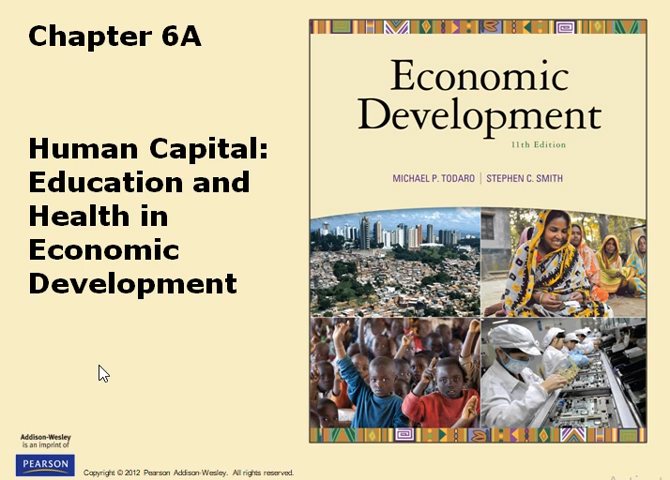 Chapter 6A
Human Capital:
Education and
Health in
Economic
Development
Economic
Development
11th Edition
MICHAEL P. TODARO | STEPHEN C. SMITH
Addison-Wesley
is an imprint of
PEARSON
Copyright © 2012 Pearson Addison-Wesley. All rights reserved.